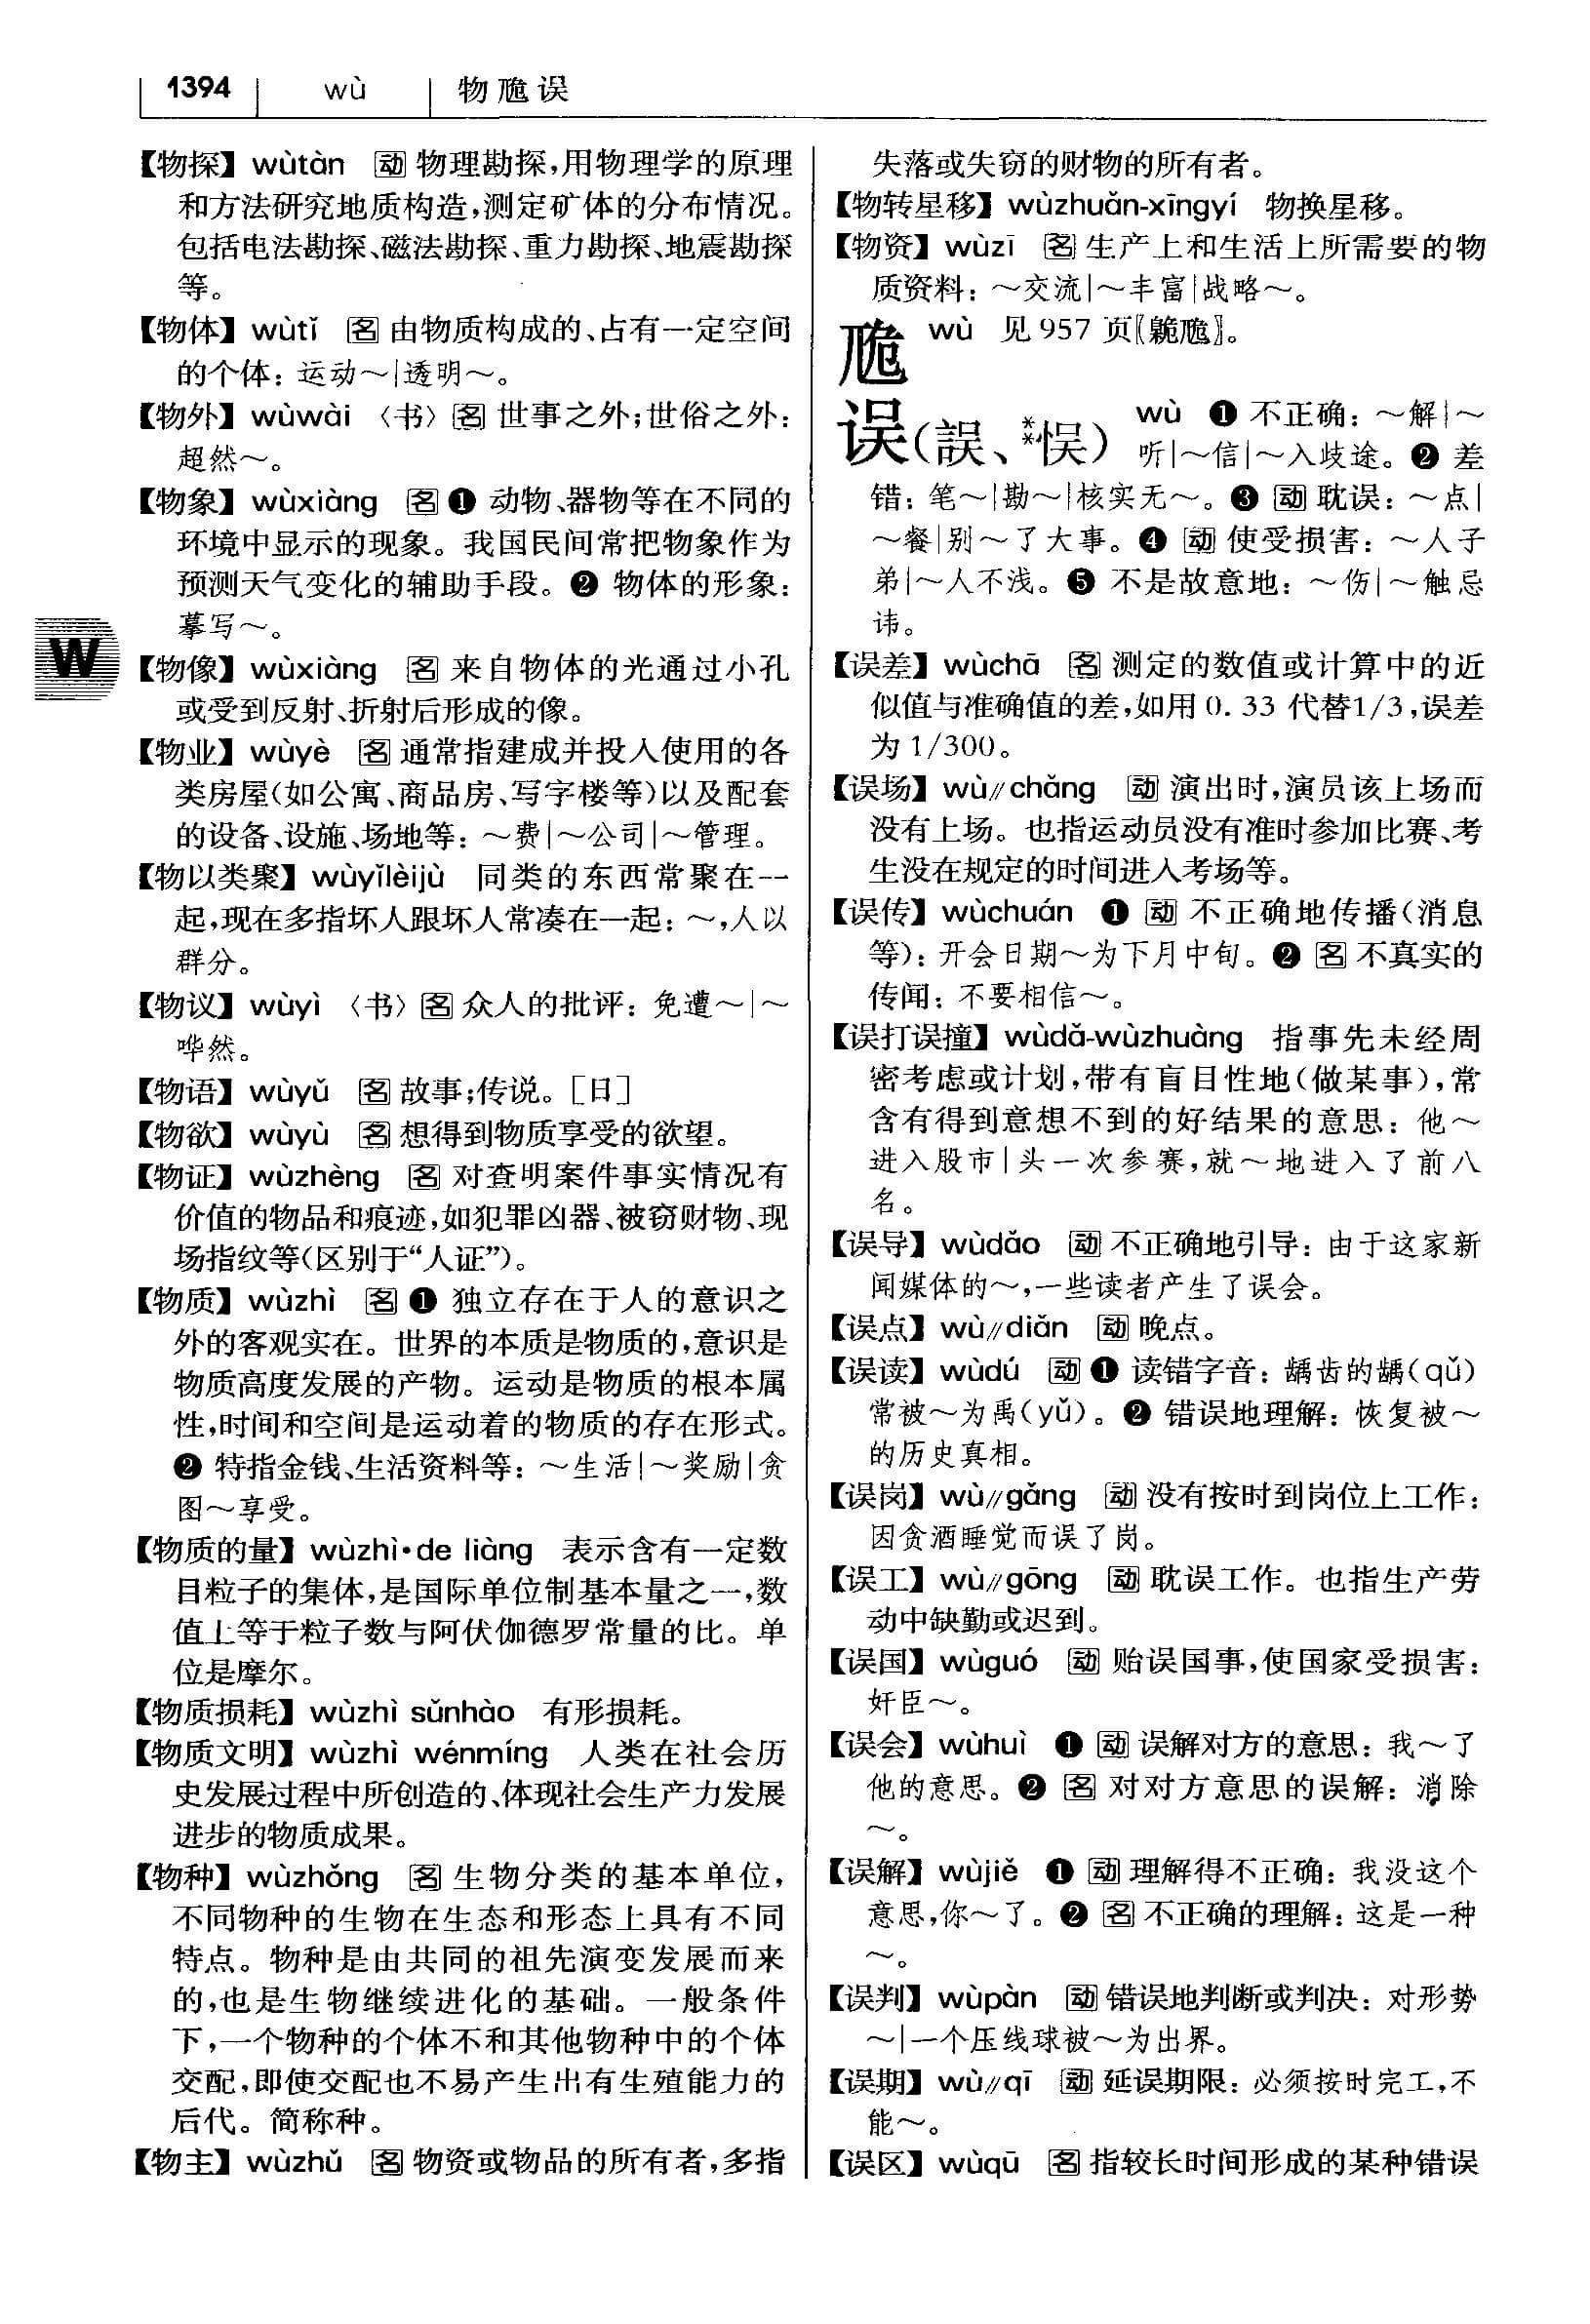 1394 wù 物卼误
【物探】 wùtàn 动 物理勘探,用物理学的原理
和方法研究地质构造,测定矿体的分布情况。
包括电法勘探、磁法勘探、重力勘探、地震勘探
等。
【物体】 wùtǐ 名 由物质构成的、占有一定空间
的个体：运动～|透明～。
【物外】 wùwài 〈书〉名 世事之外;世俗之外：
超然～。
【物象】 wùxiàng 名 ❶ 动物、器物等在不同的
环境中显示的现象。我国民间常把物象作为
预测天气变化的辅助手段。❷ 物体的形象：
摹写～。
W
【物像】 wùxiàng 名 来自物体的光通过小孔
或受到反射、折射后形成的像。
【物业】 wùyè 名 通常指建成并投入使用的各
类房屋(如公寓、商品房、写字楼等)以及配套
的设备、设施、场地等：～费|～公司|～管理。
【物以类聚】 wùyǐlèijù 同类的东西常聚在一
起,现在多指坏人跟坏人常凑在一起：～,人以
群分。
【物议】 wùyì 〈书〉名 众人的批评：免遭～|～
哗然。
【物语】 wùyǔ 名 故事;传说。[日]
【物欲】 wùyù 名 想得到物质享受的欲望。
【物证】 wùzhèng 名 对查明案件事实情况有
价值的物品和痕迹,如犯罪凶器、被窃财物、现
场指纹等(区别于“人证”)。
【物质】 wùzhì 名 ❶ 独立存在于人的意识之
外的客观实在。世界的本质是物质的,意识是
物质高度发展的产物。运动是物质的根本属
性,时间和空间是运动着的物质的存在形式。
❷ 特指金钱、生活资料等：～生活|～奖励|贪
图～享受。
【物质的量】 wùzhì•de liàng 表示含有一定数
目粒子的集体,是国际单位制基本量之一,数
值上等于粒子数与阿伏伽德罗常量的比。单
位是摩尔。
【物质损耗】 wùzhì sǔnhào 有形损耗。
【物质文明】 wùzhì wénmíng 人类在社会历
史发展过程中所创造的、体现社会生产力发展
进步的物质成果。
【物种】 wùzhǒng 名 生物分类的基本单位,
不同物种的生物在生态和形态上具有不同
特点。物种是由共同的祖先演变发展而来
的,也是生物继续进化的基础。一般条件
下,一个物种的个体不和其他物种中的个体
交配,即使交配也不易产生出有生殖能力的
后代。简称种。
【物主】 wùzhǔ 名 物资或物品的所有者,多指
失落或失窃的财物的所有者。
【物转星移】 wùzhuǎn-xīngyí 物换星移。
【物资】 wùzī 名 生产上和生活上所需要的物
质资料：～交流|～丰富|战略～。
卼 wù 见957页〖臲卼〗。
误(誤、**悞) wù ❶ 不正确：～解|～
听|～信|～入歧途。❷ 差
错：笔～|勘～|核实无～。❸ 动 耽误：～点|
～餐|别～了大事。❹ 动 使受损害：～人子
弟|～人不浅。❺ 不是故意地：～伤|～触忌
讳。
【误差】 wùchā 名 测定的数值或计算中的近
似值与准确值的差,如用 0.33 代替1/3,误差
为 1/300。
【误场】 wù//chǎng 动 演出时,演员该上场而
没有上场。也指运动员没有准时参加比赛、考
生没在规定的时间进入考场等。
【误传】 wùchuán ❶ 动 不正确地传播(消息
等)：开会日期～为下月中旬。❷ 名 不真实的
传闻：不要相信～。
【误打误撞】 wùdǎ-wùzhuàng 指事先未经周
密考虑或计划,带有盲目性地(做某事),常
含有得到意想不到的好结果的意思：他～
进入股市|头一次参赛,就～地进入了前八
名。
【误导】 wùdǎo 动 不正确地引导：由于这家新
闻媒体的～,一些读者产生了误会。
【误点】 wù//diǎn 动 晚点。
【误读】 wùdú 动 ❶ 读错字音：龋齿的龋(qǔ)
常被～为禹(yǔ)。❷ 错误地理解：恢复被～
的历史真相。
【误岗】 wù//gǎng 动 没有按时到岗位上工作：
因贪酒睡觉而误了岗。
【误工】 wù//gōng 动 耽误工作。也指生产劳
动中缺勤或迟到。
【误国】 wùguó 动 贻误国事,使国家受损害：
奸臣～。
【误会】 wùhuì ❶ 动 误解对方的意思：我～了
他的意思。❷ 名 对对方意思的误解：消除
～。
【误解】 wùjiě ❶ 动 理解得不正确：我没这个
意思,你～了。❷ 名 不正确的理解：这是一种
～。
【误判】 wùpàn 动 错误地判断或判决：对形势
～|一个压线球被～为出界。
【误期】 wù//qī 动 延误期限：必须按时完工,不
能～。
【误区】 wùqū 名 指较长时间形成的某种错误